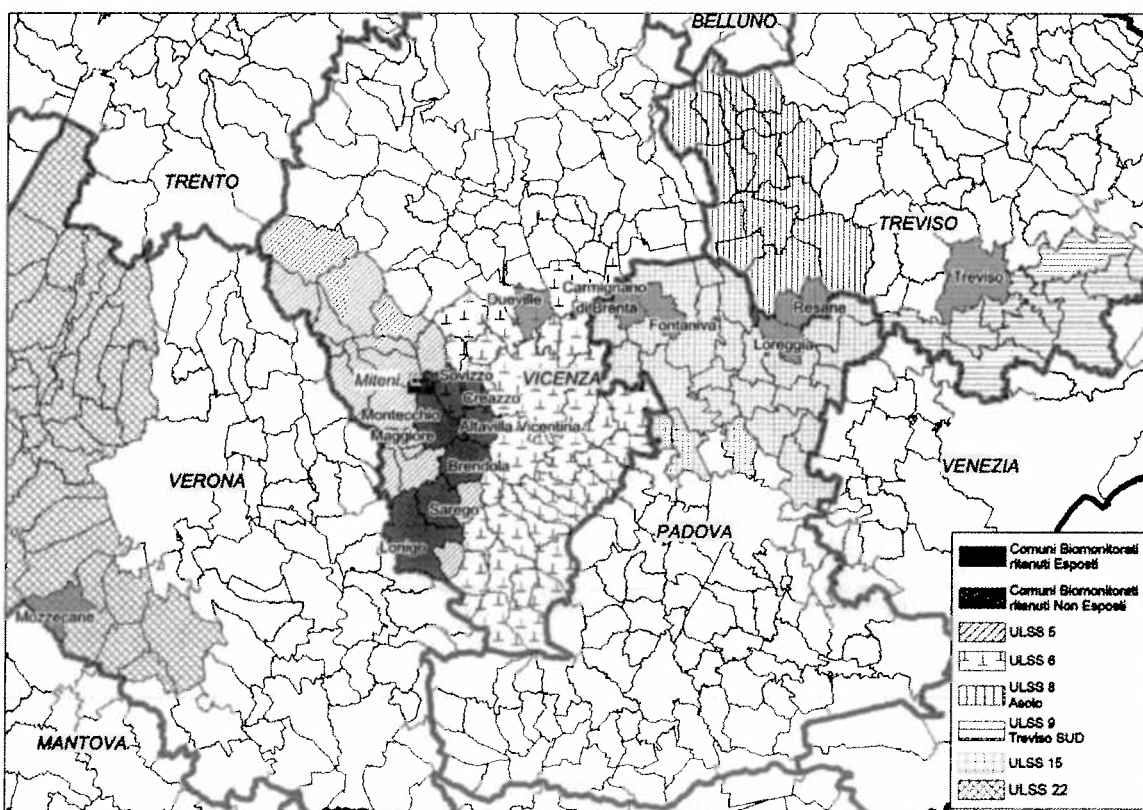 BELLUNO
TRENTO
TREVISO
Treviso
Dueville
Carmignano
di Brenta
Fontaniva
Resana
Loreggia
Miteni
Sovizzo
VICENZA
Creazzo
Montecchio
Maggiore
Altavilla Vicentina
Brendola
VERONA
VENEZIA
Sarego
PADOVA
Lonigo
Mozzecane
MANTOVA
Comuni Biomonitorati
ritenuti Esposti
Comuni Biomonitorati
ritenuti Non Esposti
ULSS 5
ULSS 6
ULSS 8
Asolo
ULSS 9
Treviso SUD
ULSS 15
ULSS 22